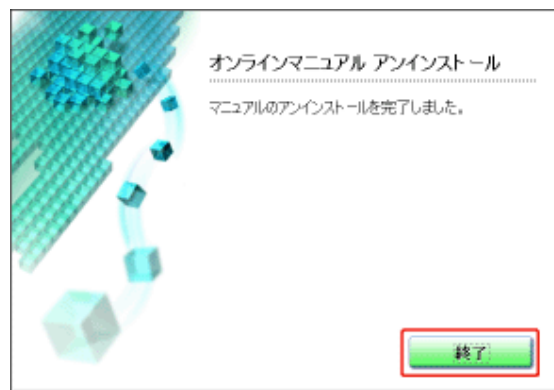 オンラインマニュアル アンインストール
マニュアルのアンインストールを完了しました。
終了